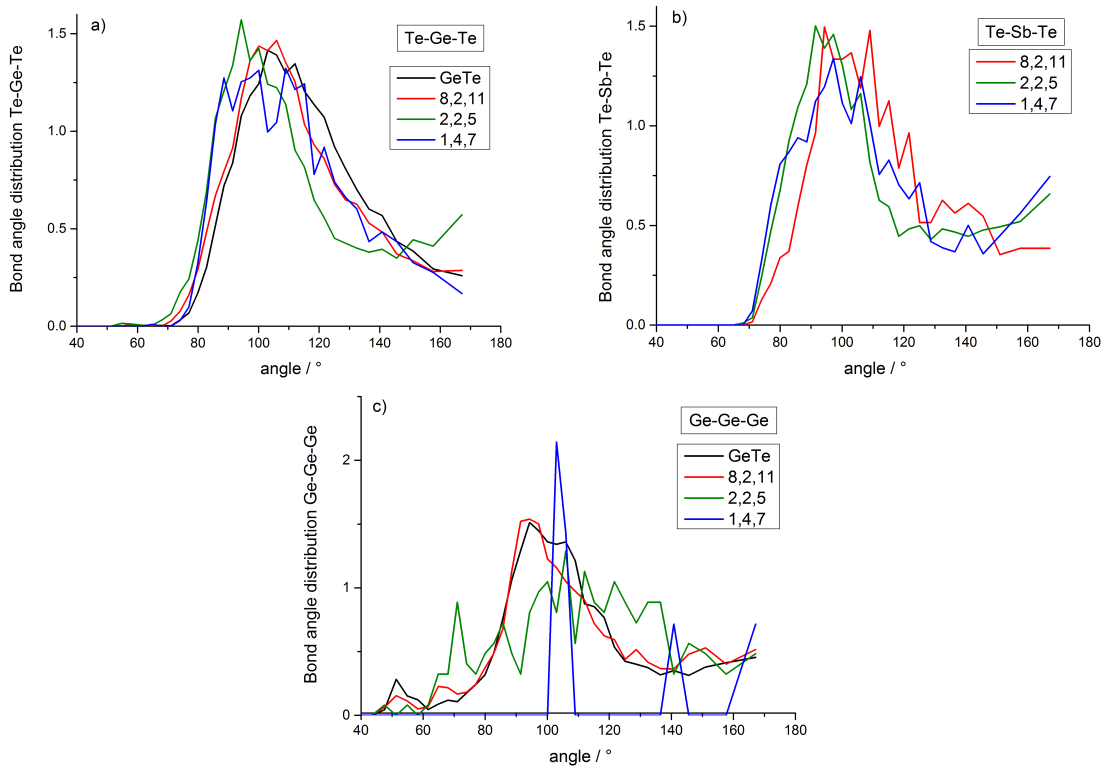 a)
Te-Ge-Te
GeTe
8,2,11
2,2,5
1,4,7
Bond angle distribution Te-Ge-Te
1.5
1.0
0.5
0.0
40 60 80 100 120 140 160 180
angle / °
b)
Te-Sb-Te
8,2,11
2,2,5
1,4,7
Bond angle distribution Te-Sb-Te
1.5
1.0
0.5
0.0
40 60 80 100 120 140 160 180
angle / °
c)
Ge-Ge-Ge
GeTe
8,2,11
2,2,5
1,4,7
Bond angle distribution Ge-Ge-Ge
2
1
0
40 60 80 100 120 140 160 180
angle / °